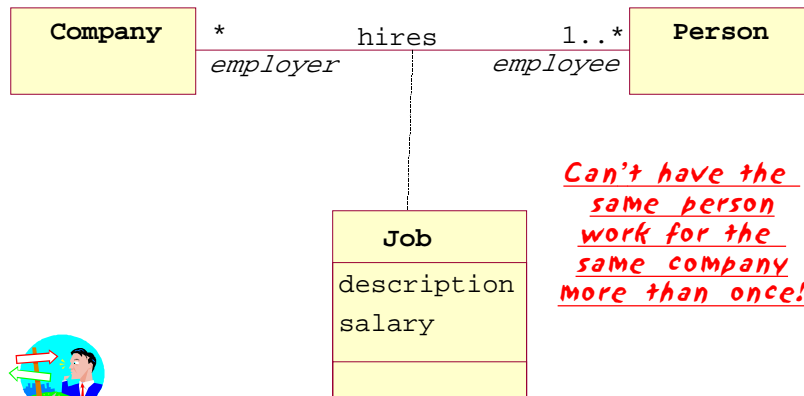 Company
*
hires
1..*
Person
employer
employee
Can't have the
same person
work for the
same company
more than once!
Job
description
salary